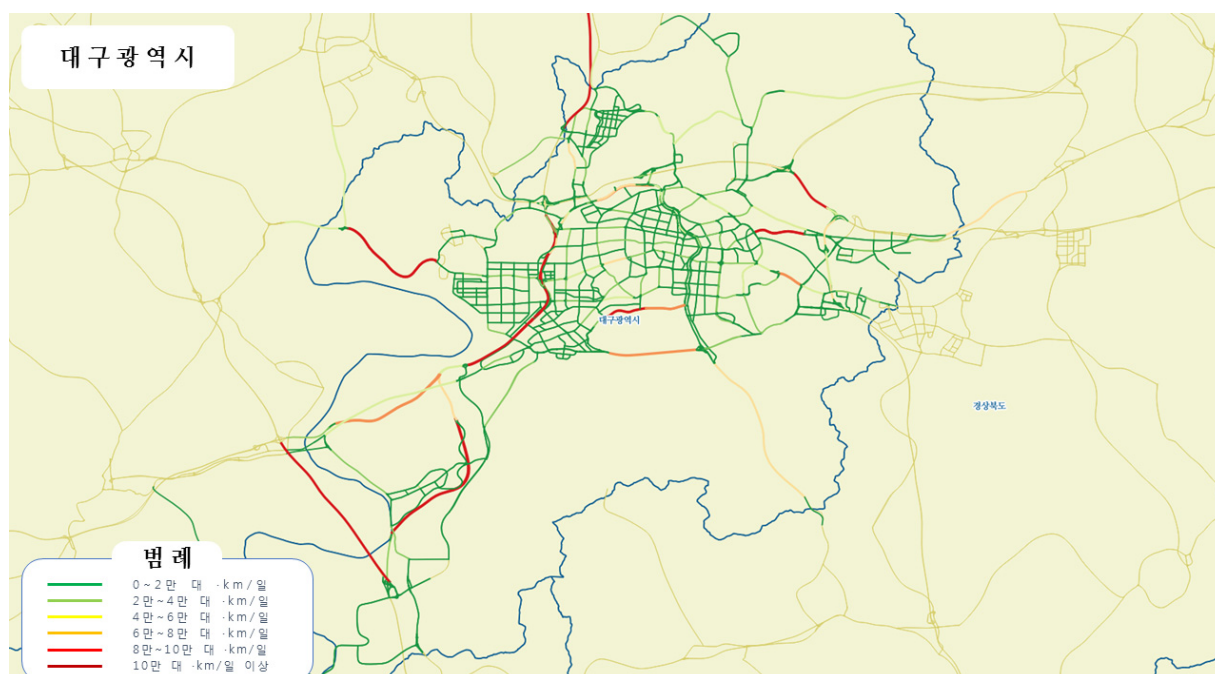 대구광역시
대구광역시
경상북도
범례
0~2만 대 ·km/일
2만~4만 대 ·km/일
4만~6만 대 ·km/일
6만~8만 대 ·km/일
8만~10만 대 ·km/일
10만 대 ·km/일 이상